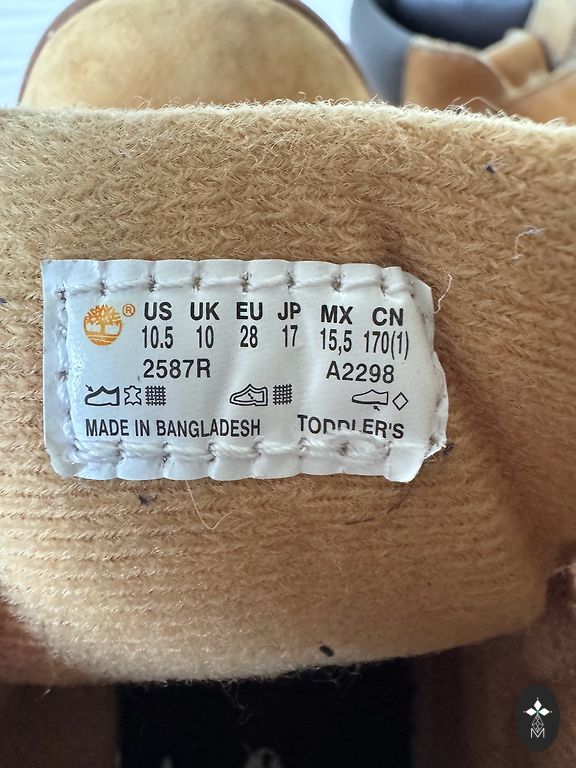 ® US UK EU JP MX CN
10.5 10 28 17 15,5 170(1)
2587R A2298
MADE IN BANGLADESH TODDLER'S
M